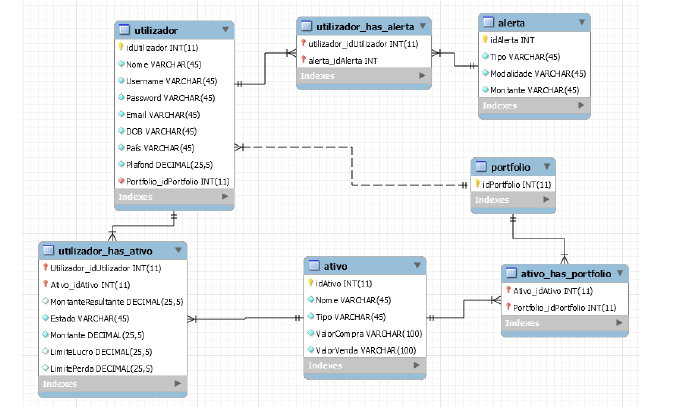 utilizador
idUtilizador INT(11)
Nome VARCHAR(45)
Username VARCHAR(45)
Password VARCHAR(45)
Email VARCHAR(45)
DOB VARCHAR(45)
País VARCHAR(45)
Plafond DECIMAL(25,5)
Portfolio_idPortfolio INT(11)
Indexes
utilizador_has_alerta
utilizador_idUtilizador INT(11)
alerta_idAlerta INT
Indexes
alerta
idAlerta INT
Tipo VARCHAR(45)
Modalidade VARCHAR(45)
Montante VARCHAR(45)
Indexes
portfolio
idPortfolio INT(11)
Indexes
utilizador_has_ativo
Utilizador_idUtilizador INT(11)
Ativo_idAtivo INT(11)
MontanteResultante DECIMAL(25,5)
Estado VARCHAR(45)
Montante DECIMAL(25,5)
LimiteLucro DECIMAL(25,5)
LimitePerda DECIMAL(25,5)
Indexes
ativo
idAtivo INT(11)
Nome VARCHAR(45)
Tipo VARCHAR(45)
ValorCompra VARCHAR(100)
ValorVenda VARCHAR(100)
Indexes
ativo_has_portfolio
Ativo_idAtivo INT(11)
Portfolio_idPortfolio INT(11)
Indexes